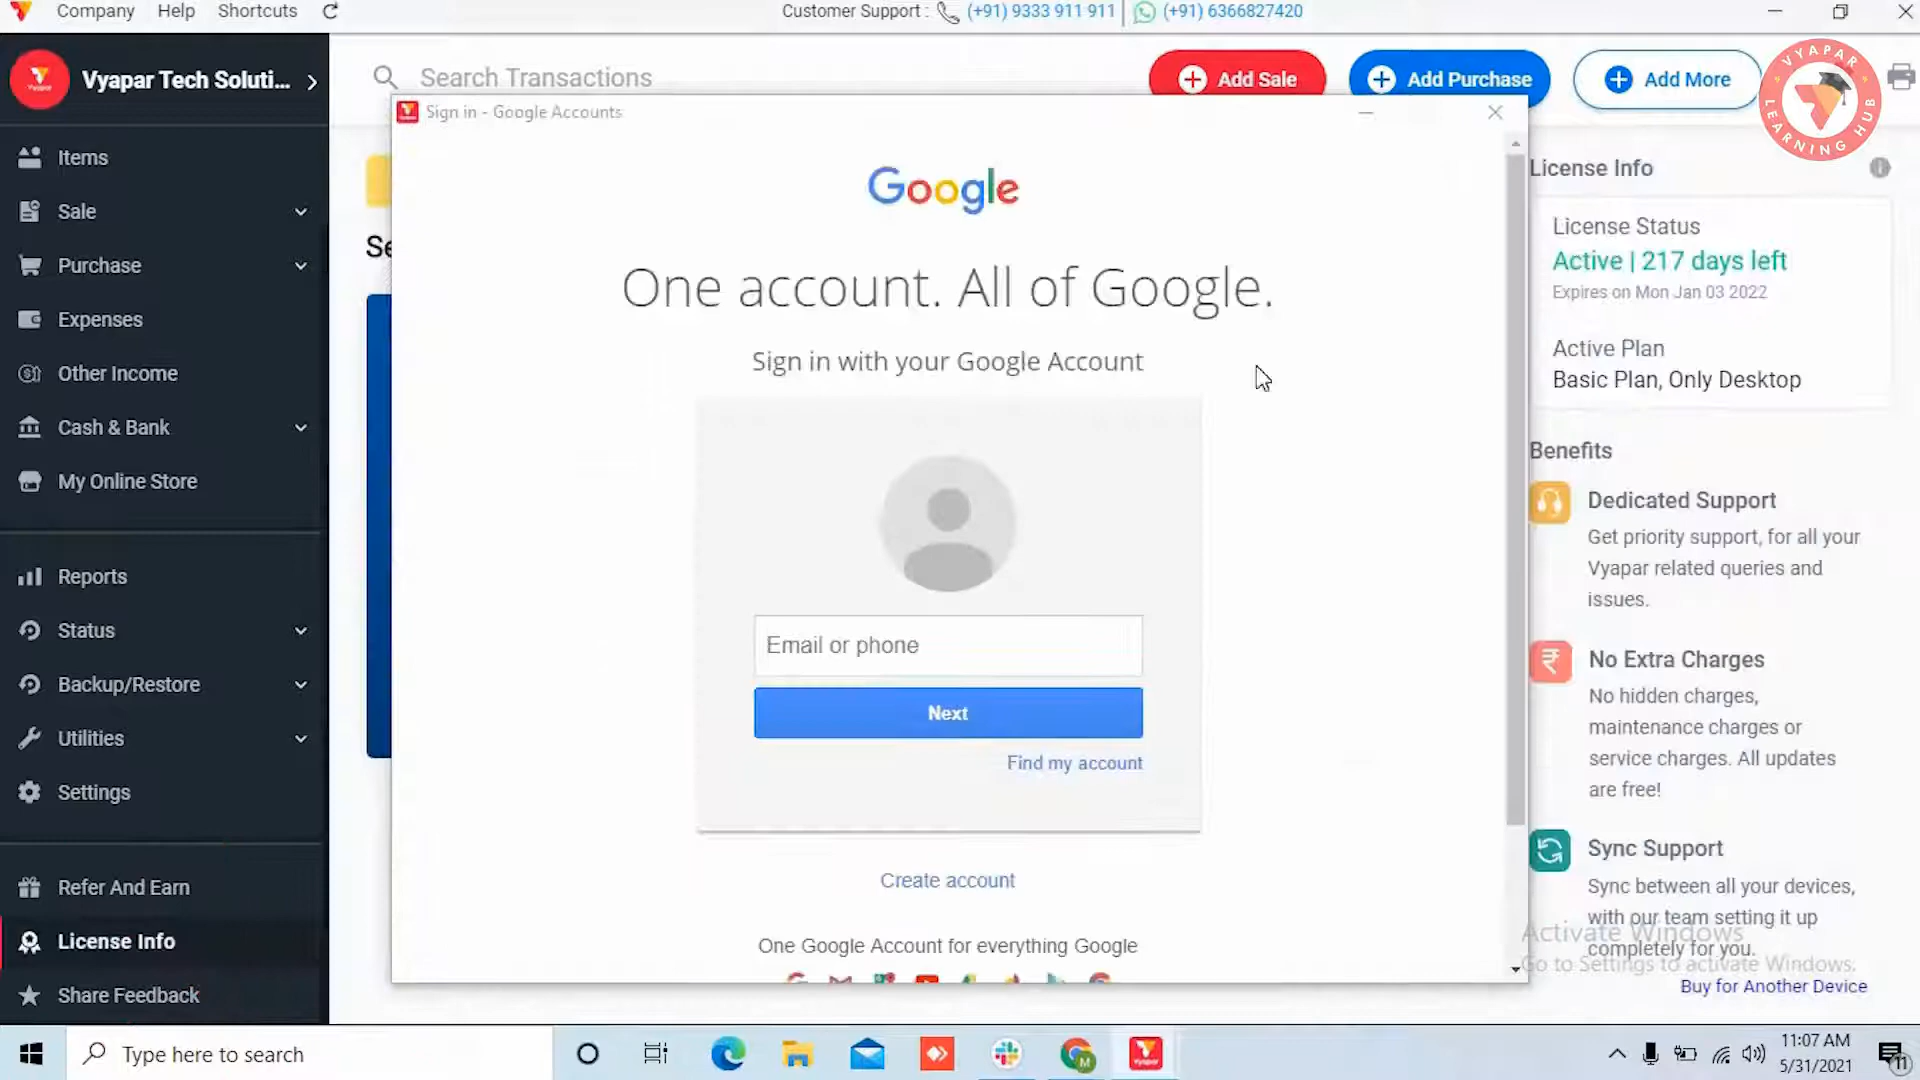 Company Help Shortcuts
Customer Support : (+91) 9333 911 911 (+91) 6366827420
Vyapar Tech Soluti...
Vyapar
Search Transactions
Add Sale
Add Purchase
Add More
VYAPAR
LEARNING HUB
Items
Sale
Purchase
Expenses
Other Income
Cash & Bank
My Online Store
Reports
Status
Backup/Restore
Utilities
Settings
Refer And Earn
License Info
Share Feedback
Se
Sign in - Google Accounts
Google
One account. All of Google.
Sign in with your Google Account
Email or phone
Next
Find my account
Create account
One Google Account for everything Google
License Info
License Status
Active | 217 days left
Expires on Mon Jan 03 2022
Active Plan
Basic Plan, Only Desktop
Benefits
Dedicated Support
Get priority support, for all your
Vyapar related queries and
issues.
No Extra Charges
No hidden charges,
maintenance charges or
service charges. All updates
are free!
Sync Support
Sync between all your devices,
with our team setting it up
completely for you.
Activate Windows
Go to Settings to activate Windows.
Buy for Another Device
Type here to search
M
Vyapar
11:07 AM
5/31/2021
11